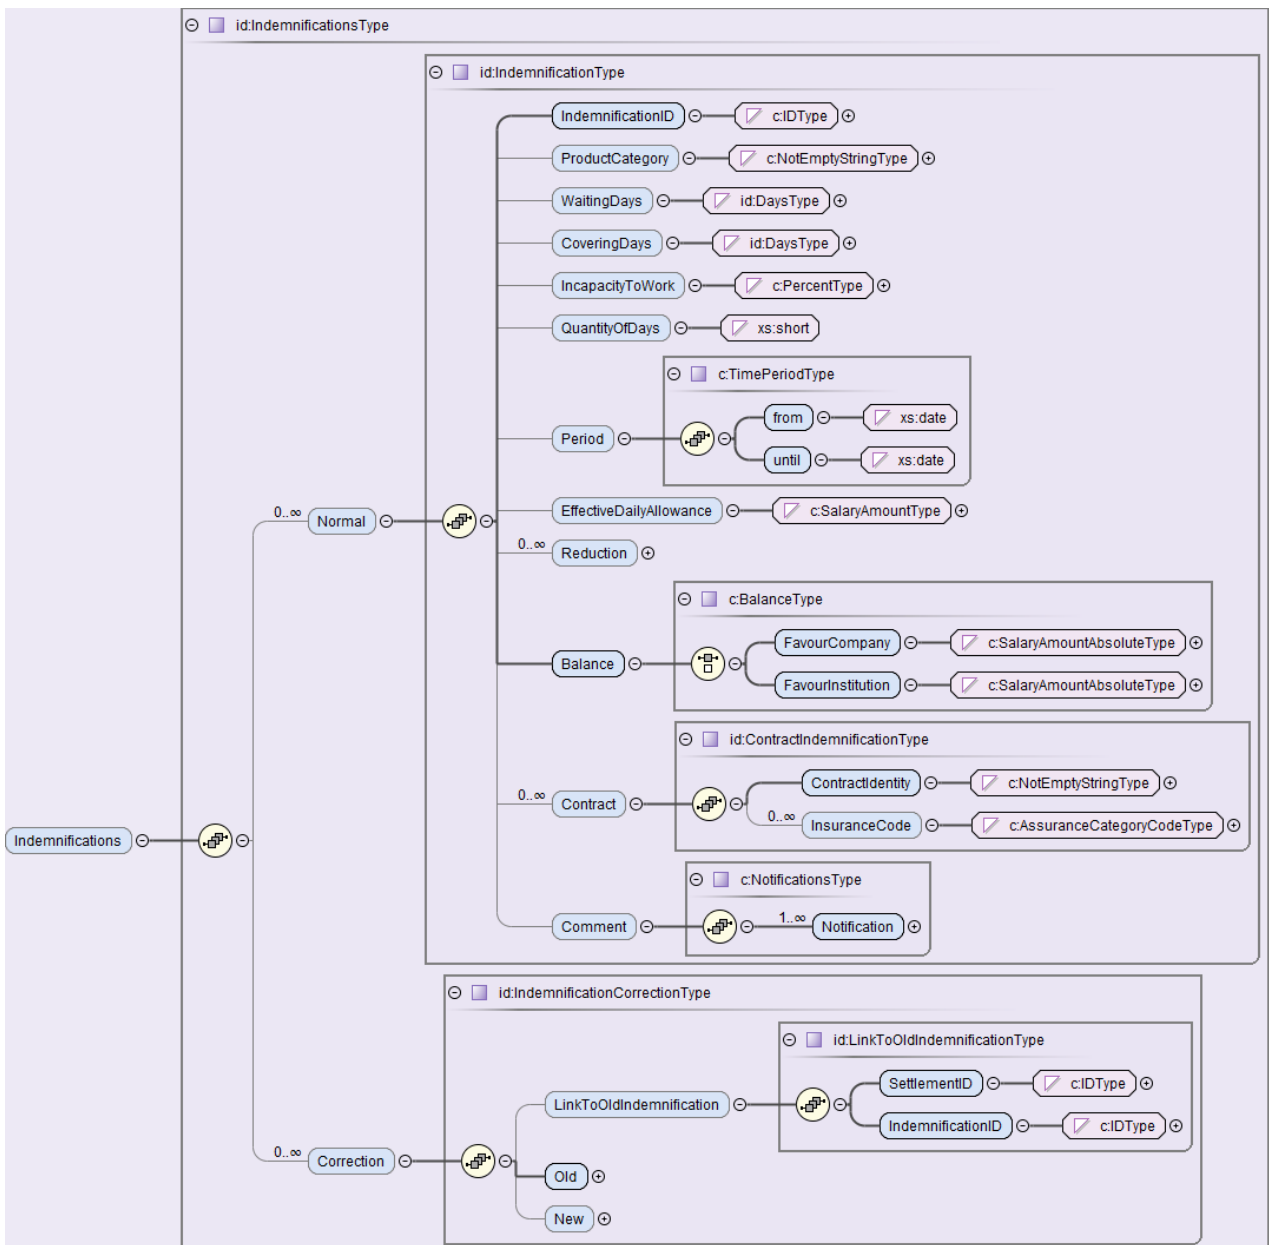 id:IndemnificationsType
id:IndemnificationType
IndemnificationID c:IDType
ProductCategory c:NotEmptyStringType
WaitingDays id:DaysType
CoveringDays id:DaysType
IncapacityToWork c:PercentType
QuantityOfDays xs:short
c:TimePeriodType
from xs:date
Period
until xs:date
0..∞ Normal
EffectiveDailyAllowance c:SalaryAmountType
0..∞ Reduction
c:BalanceType
FavourCompany c:SalaryAmountAbsoluteType
Balance
FavourInstitution c:SalaryAmountAbsoluteType
id:ContractIndemnificationType
ContractIdentity c:NotEmptyStringType
0..∞ Contract
0..∞ InsuranceCode c:AssuranceCategoryCodeType
Indemnifications
c:NotificationsType
Comment 1..∞ Notification
id:IndemnificationCorrectionType
id:LinkToOldIndemnificationType
SettlementID c:IDType
LinkToOldIndemnification
IndemnificationID c:IDType
0..∞ Correction
Old
New